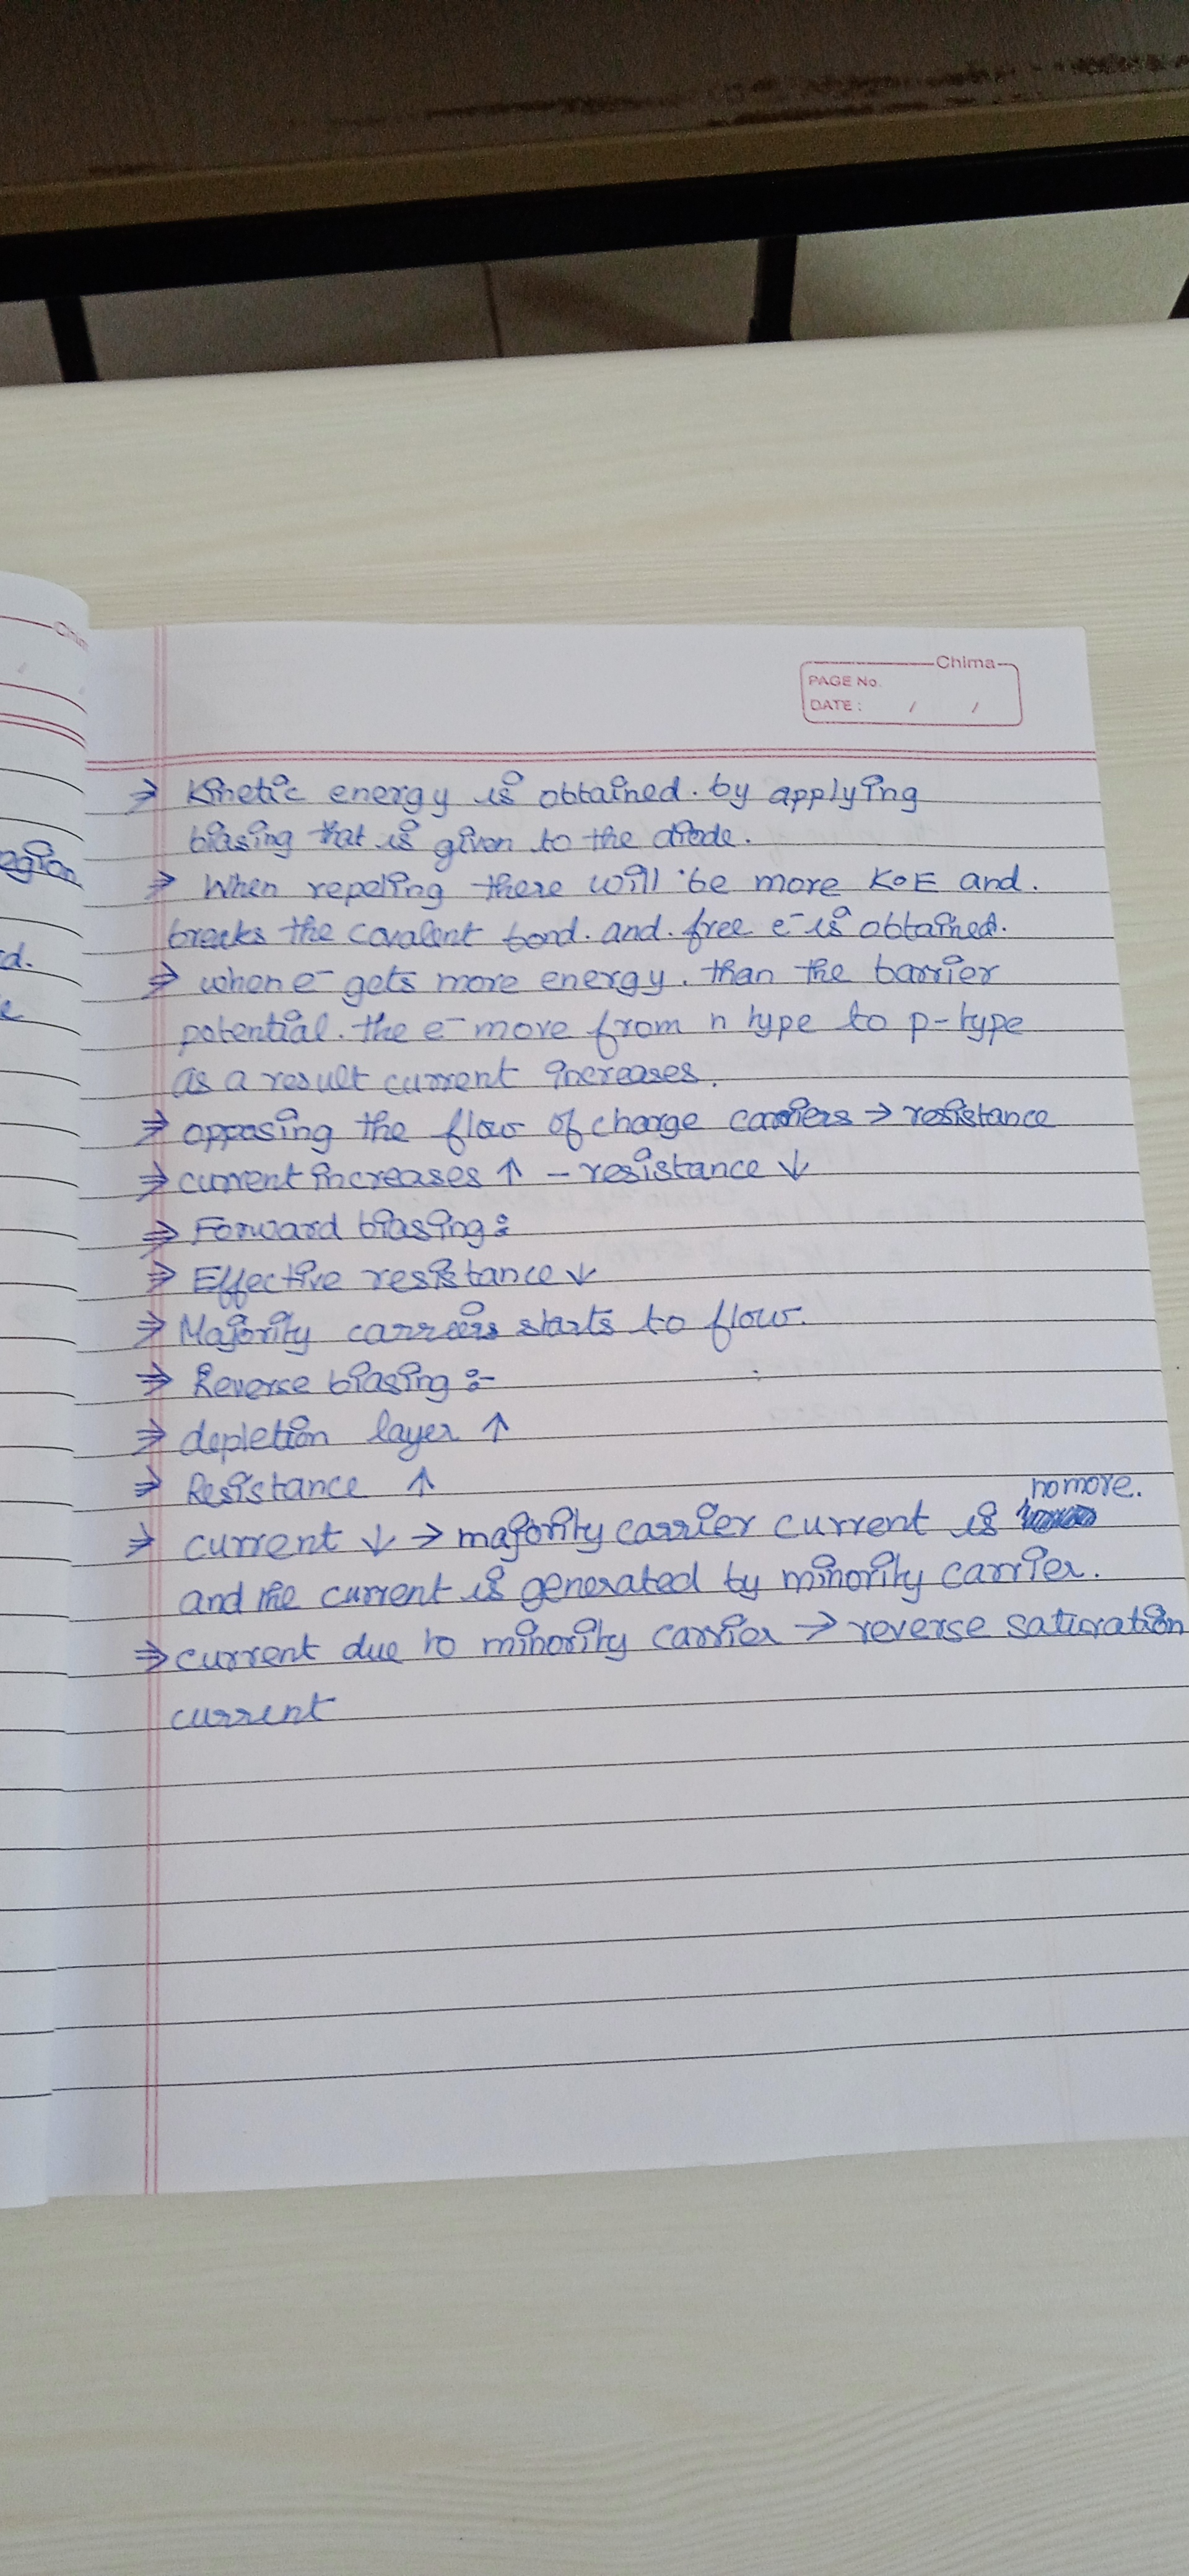 Chima
PAGE No.
DATE : / /
⇒ Kinetic energy is obtained. by applying
biasing that is given to the diode.
⇒ When repelling there will be more K.E and.
breaks the covalent bond. and. free e⁻ is obtained.
⇒ when e⁻ gets more energy. than the barrier
potential. the e⁻ move from n type to p-type
as a result current increases.
⇒ opposing the flow of charge carriers → resistance
⇒ current increases ↑ - resistance ↓
⇒ Forward biasing :
⇒ Effective resistance ↓
⇒ Majority carriers starts to flow.
⇒ Reverse biasing :-
⇒ depletion layer ↑
⇒ Resistance ↑
no more.
⇒ current ↓ → majority carrier current is
and the current is generated by minority carrier.
⇒ current due to minority carrier → reverse saturation
current
egion
d.
e